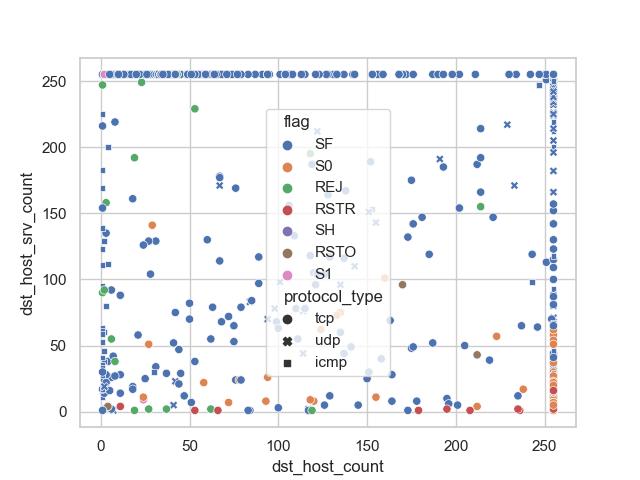 250
200
150
100
50
0
dst_host_srv_count
flag
SF
S0
REJ
RSTR
SH
RSTO
S1
protocol_type
tcp
udp
icmp
0 50 100 150 200 250
dst_host_count